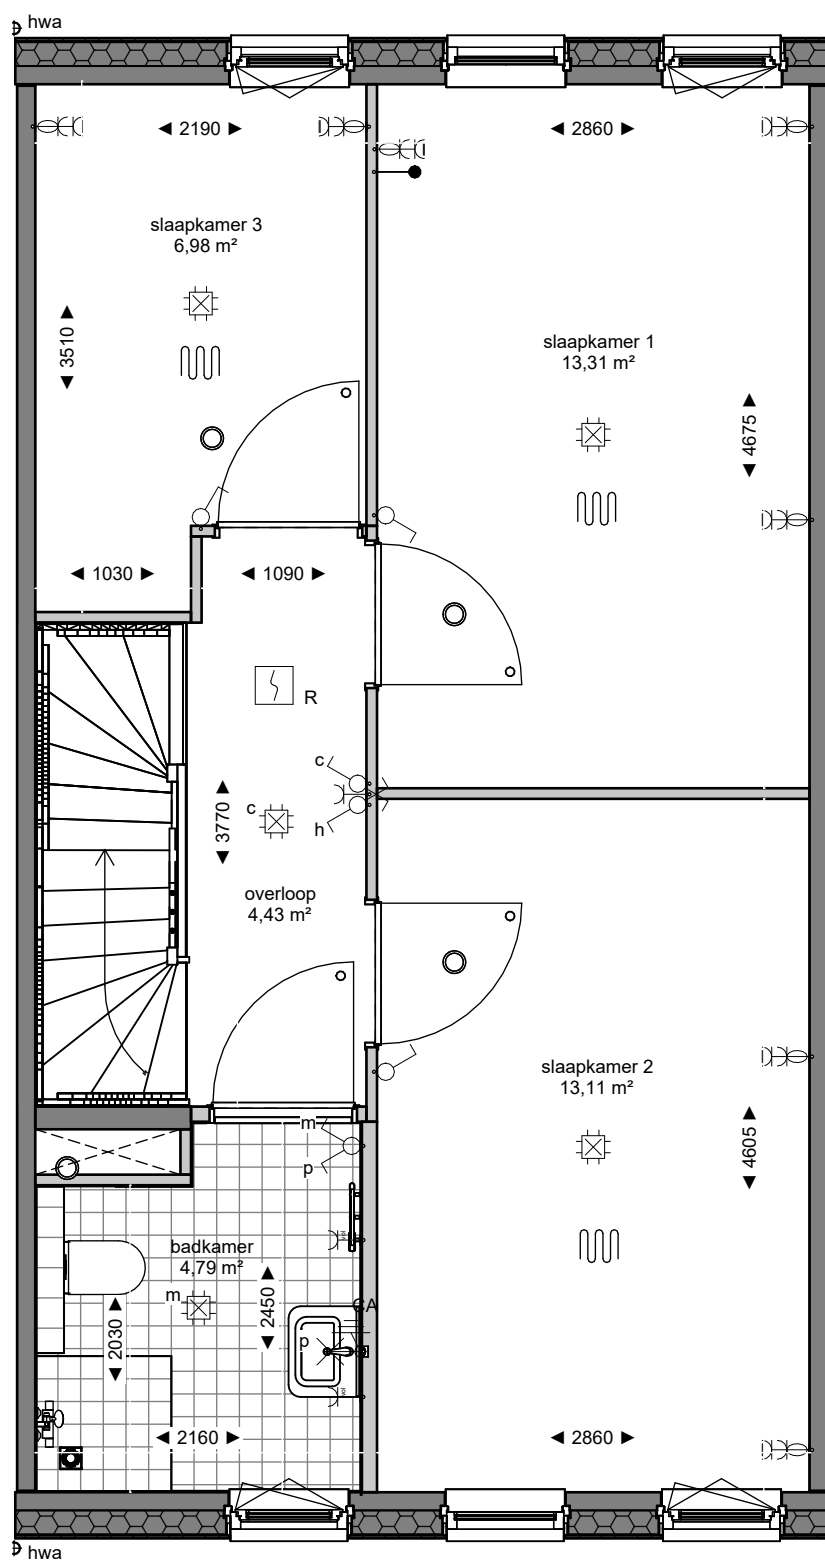 hwa
2190
2860
slaapkamer 3
6,98 m²
3510
slaapkamer 1
13,31 m²
4675
1030
1090
R
c
c
3770
h
overloop
4,43 m²
slaapkamer 2
13,11 m²
m
p
4605
badkamer
4,79 m²
m
2450
CA
2030
p
2160
2860
hwa